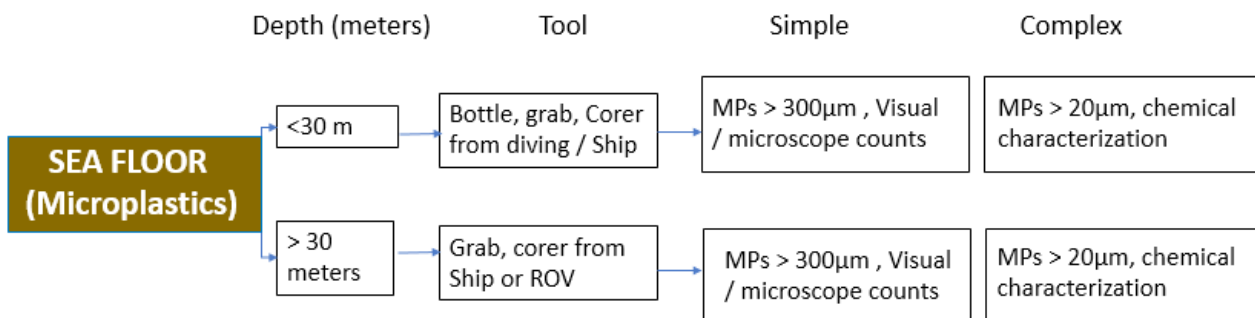 Depth (meters) Tool Simple Complex
<30 m
Bottle, grab, Corer
from diving / Ship
MPs > 300µm , Visual
/ microscope counts
MPs > 20µm, chemical
characterization
SEA FLOOR
(Microplastics)
> 30
meters
Grab, corer from
Ship or ROV
MPs > 300µm , Visual
/ microscope counts
MPs > 20µm, chemical
characterization